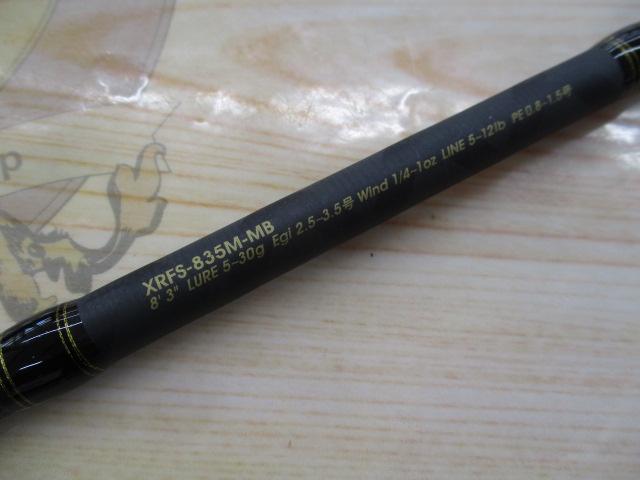 XRFS-835M-MB
8' 3" LURE 5-30g Egi 2.5-3.5号 Wind 1/4-1oz LINE 5-12lb PE 0.8-1.5号
p